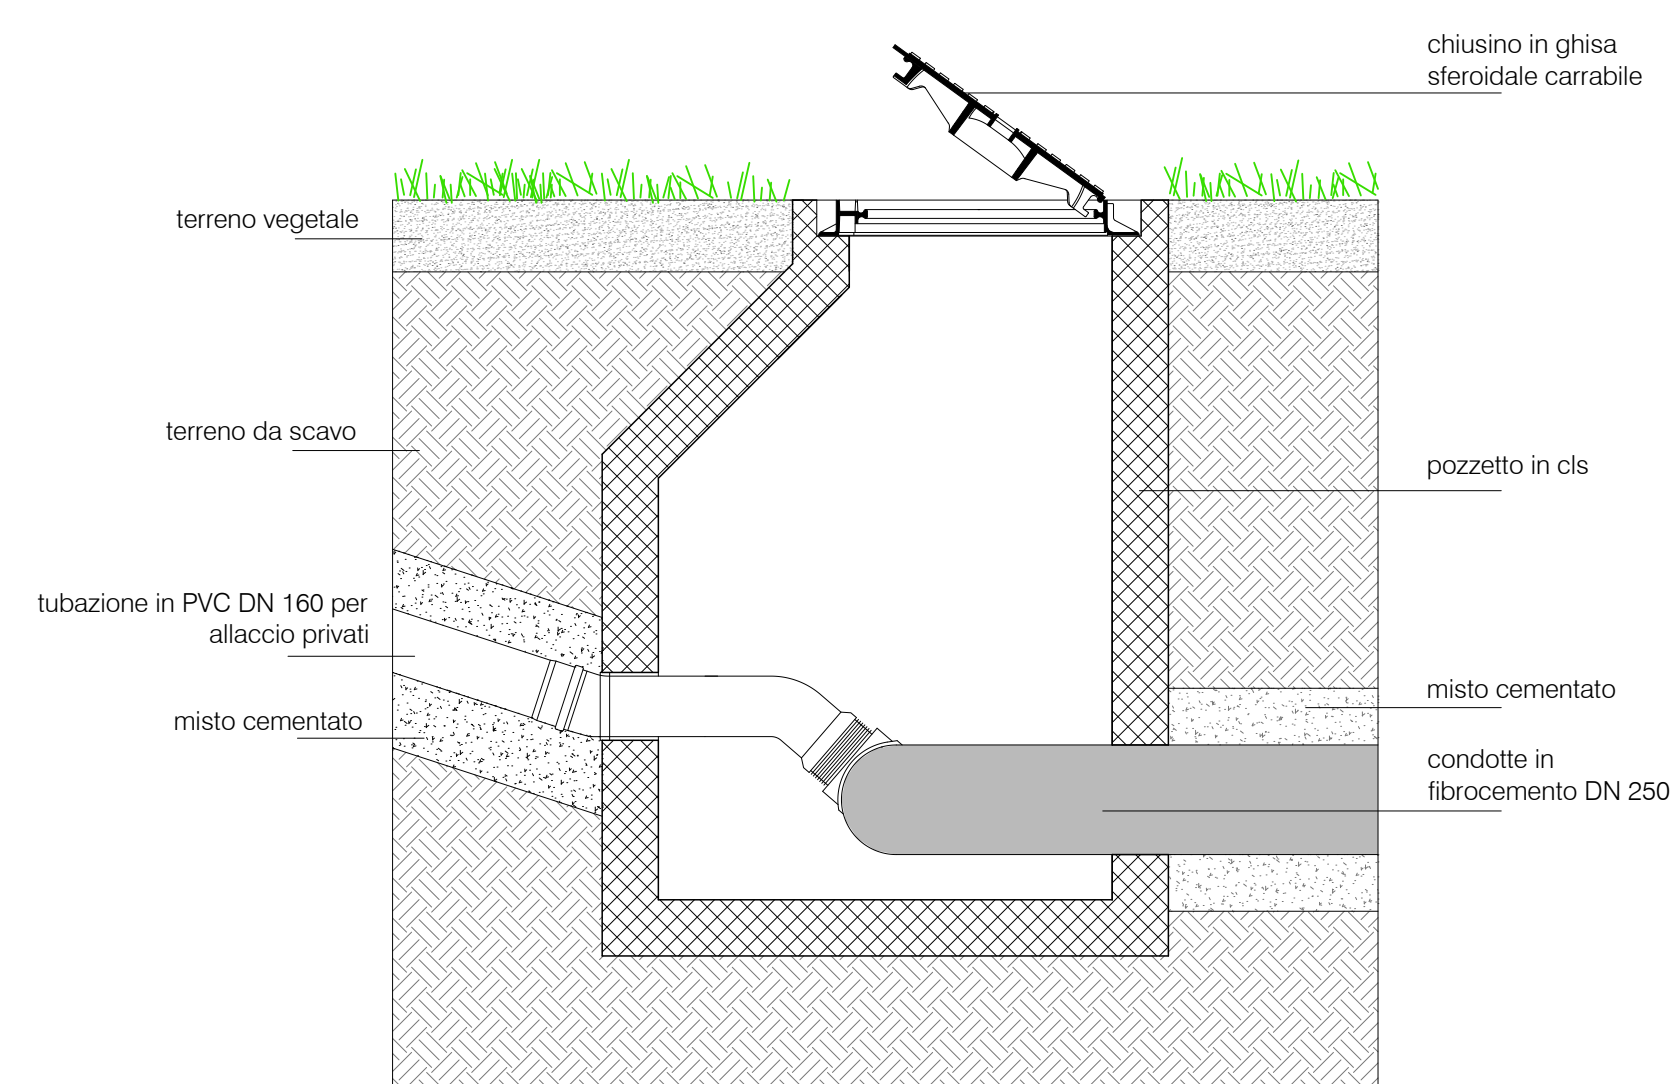 chiusino in ghisa
sferoidale carrabile
terreno vegetale
terreno da scavo
pozzetto in cls
tubazione in PVC DN 160 per
allaccio privati
misto cementato
misto cementato
condotte in
fibrocemento DN 250